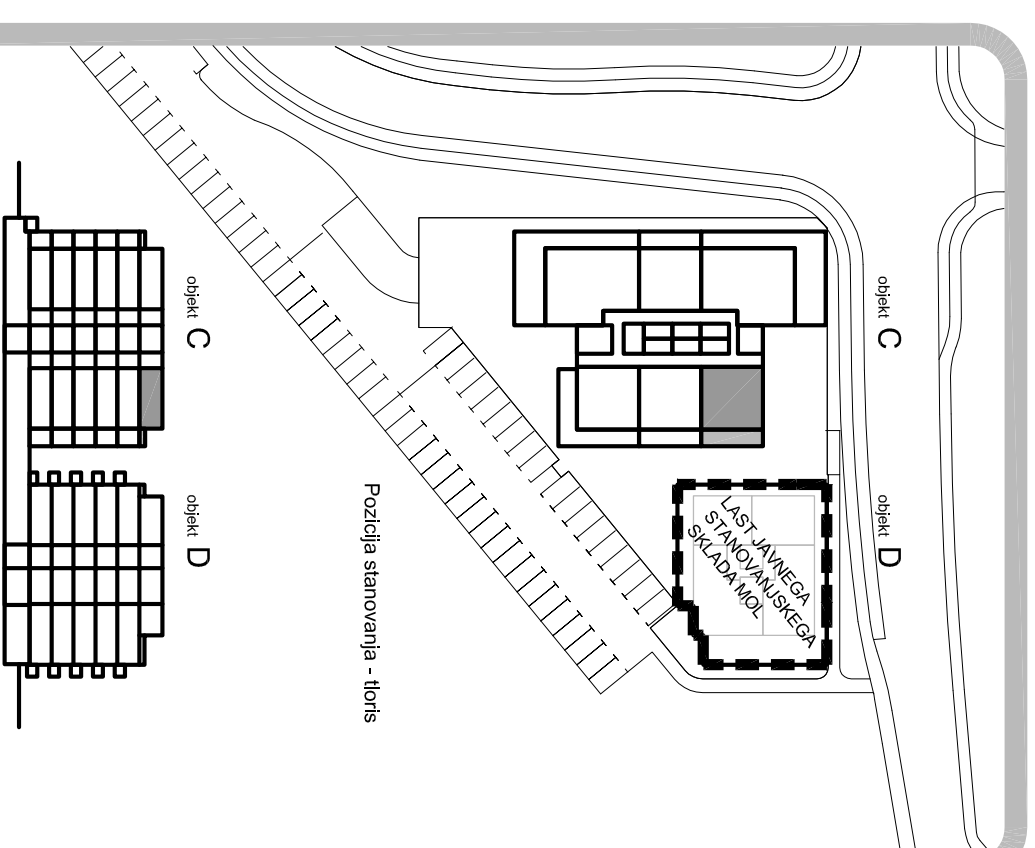 objekt C
objekt D
LAST JAVNEGA
STANOVANJSKEGA
SKLADA MOL
Pozicija stanovanja - tloris
objekt C
objekt D